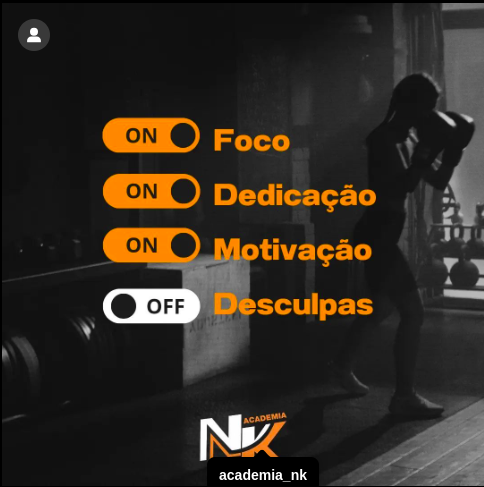 ON Foco
ON Dedicação
ON Motivação
OFF Desculpas
ACADEMIA
NK
academia_nk